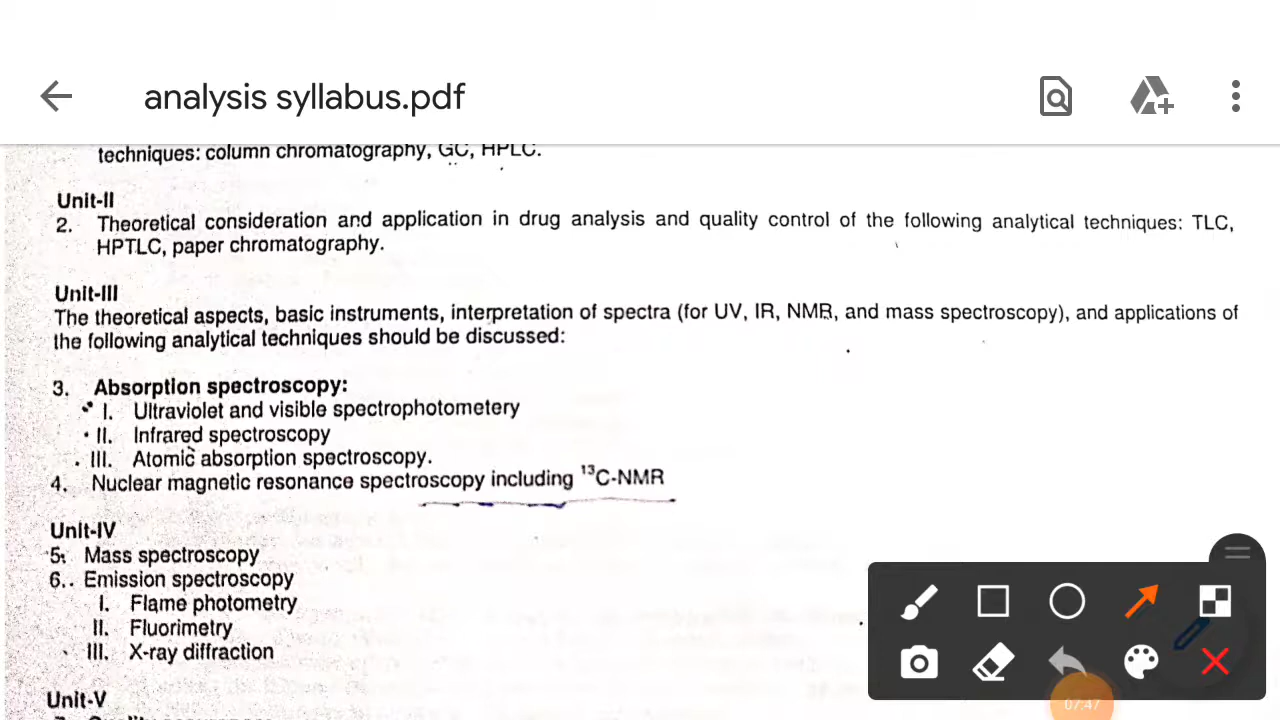 analysis syllabus.pdf
techniques: column chromatography, GC, HPLC.
Unit-II
2. Theoretical consideration and application in drug analysis and quality control of the following analytical techniques: TLC,
HPTLC, paper chromatography.
Unit-III
The theoretical aspects, basic instruments, interpretation of spectra (for UV, IR, NMR, and mass spectroscopy), and applications of
the following analytical techniques should be discussed:
3. Absorption spectroscopy:
I. Ultraviolet and visible spectrophotometery
II. Infrared spectroscopy
III. Atomic absorption spectroscopy.
4. Nuclear magnetic resonance spectroscopy including ¹³C-NMR
Unit-IV
5. Mass spectroscopy
6. Emission spectroscopy
I. Flame photometry
II. Fluorimetry
III. X-ray diffraction
Unit-V
07:47